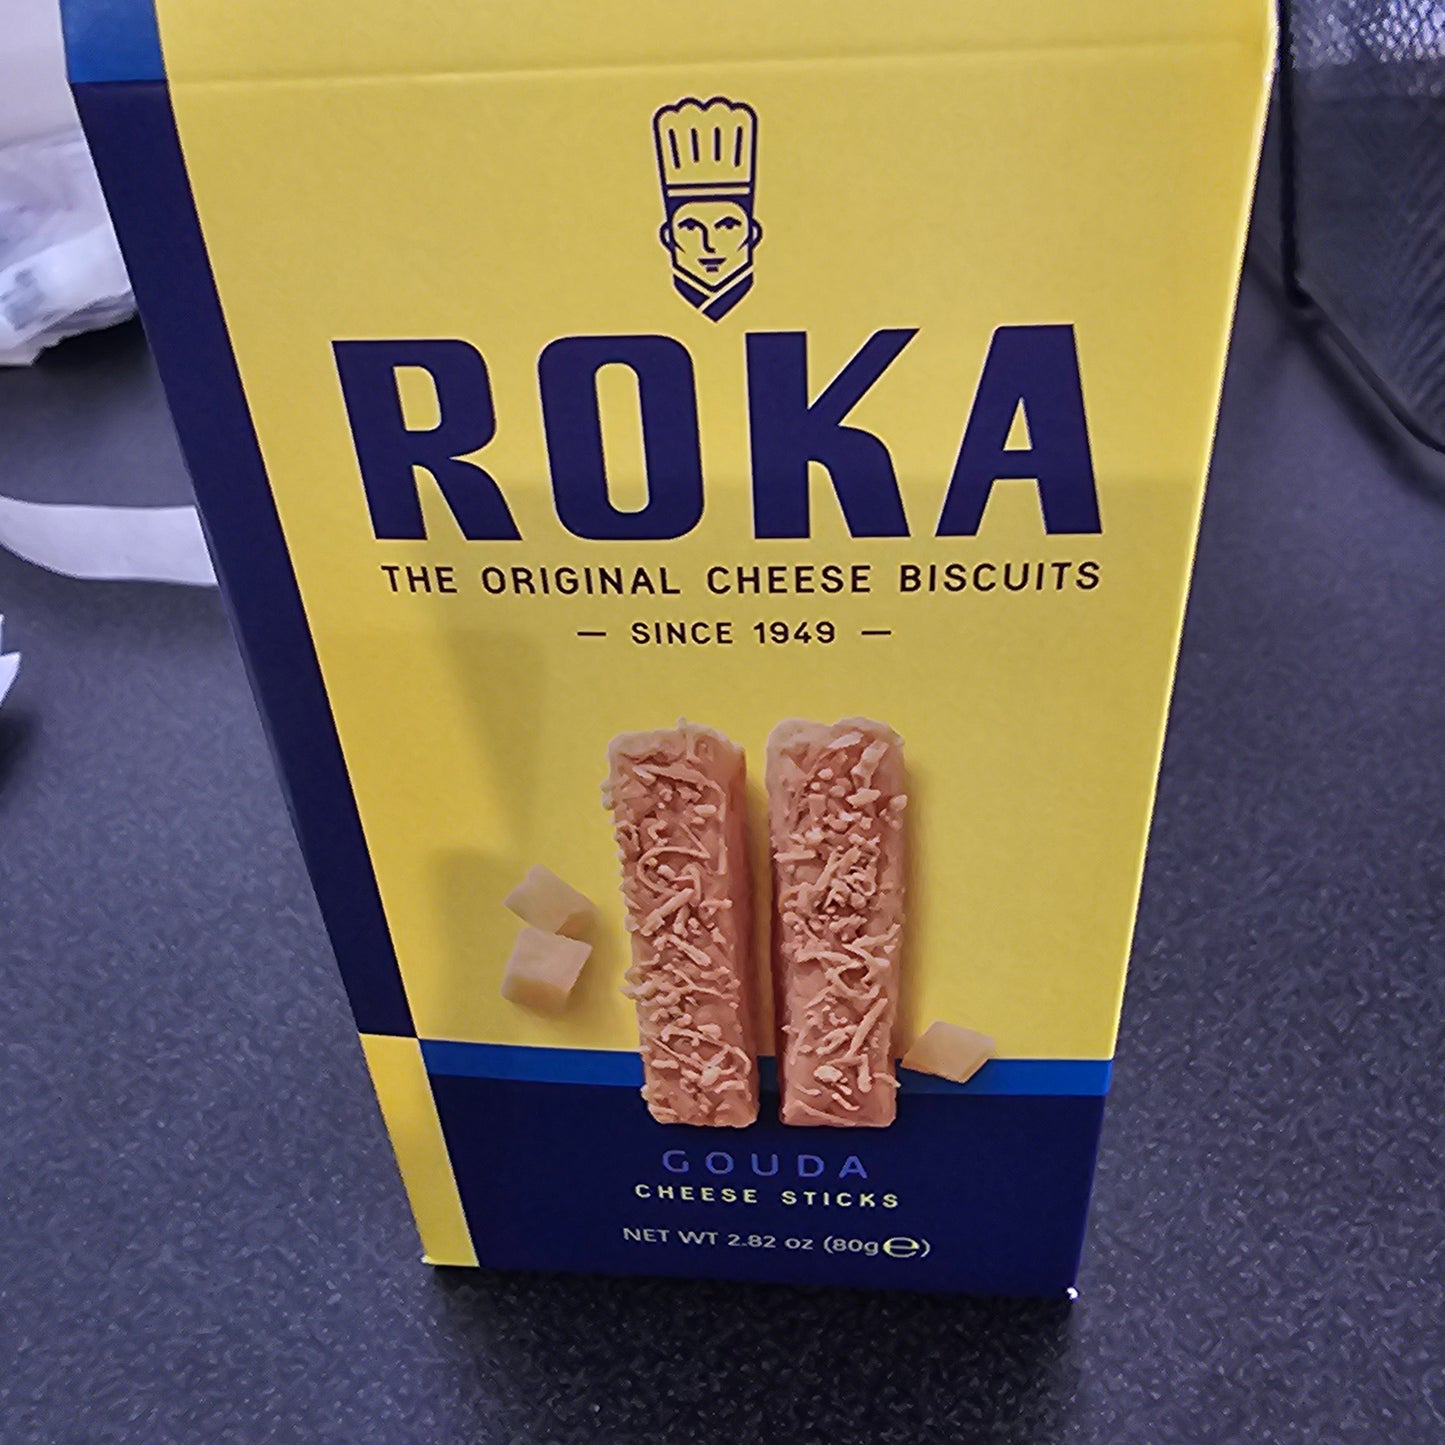 ROKA
THE ORIGINAL CHEESE BISCUITS
— SINCE 1949 —
GOUDA
CHEESE STICKS
NET WT 2.82 oz (80g℮)